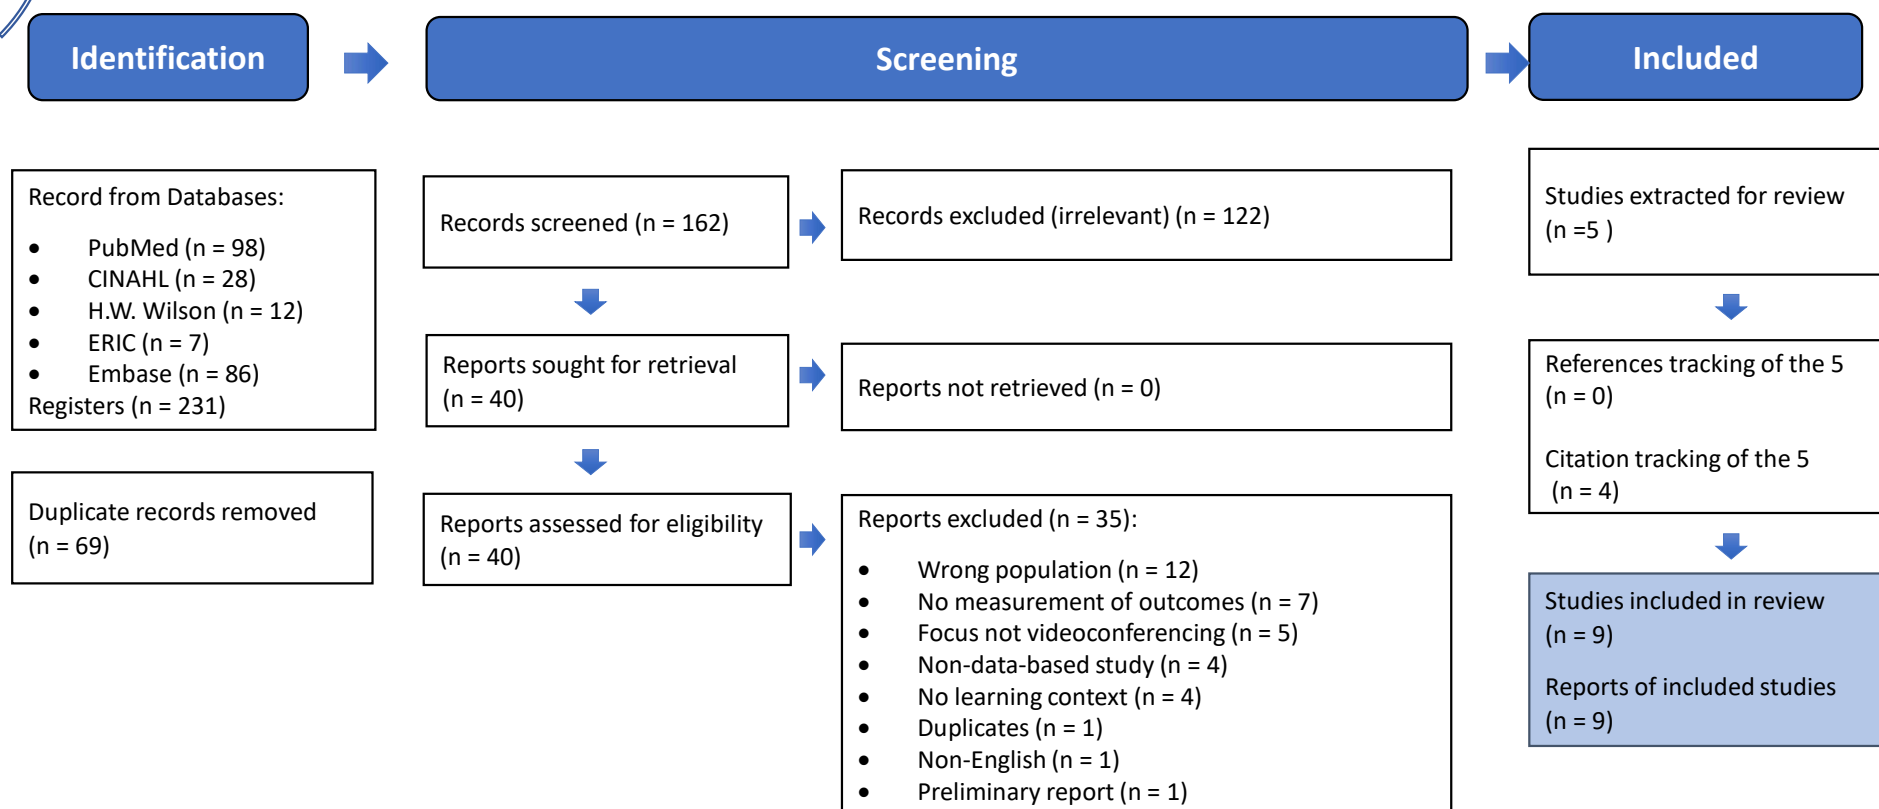 Identification
Screening
Included
Record from Databases:
• PubMed (n = 98)
• CINAHL (n = 28)
• H.W. Wilson (n = 12)
• ERIC (n = 7)
• Embase (n = 86)
Registers (n = 231)
Duplicate records removed
(n = 69)
Records screened (n = 162)
Records excluded (irrelevant) (n = 122)
Reports sought for retrieval
(n = 40)
Reports not retrieved (n = 0)
Reports assessed for eligibility
(n = 40)
Reports excluded (n = 35):
• Wrong population (n = 12)
• No measurement of outcomes (n = 7)
• Focus not videoconferencing (n = 5)
• Non-data-based study (n = 4)
• No learning context (n = 4)
• Duplicates (n = 1)
• Non-English (n = 1)
• Preliminary report (n = 1)
Studies extracted for review
(n =5 )
References tracking of the 5
(n = 0)
Citation tracking of the 5
(n = 4)
Studies included in review
(n = 9)
Reports of included studies
(n = 9)